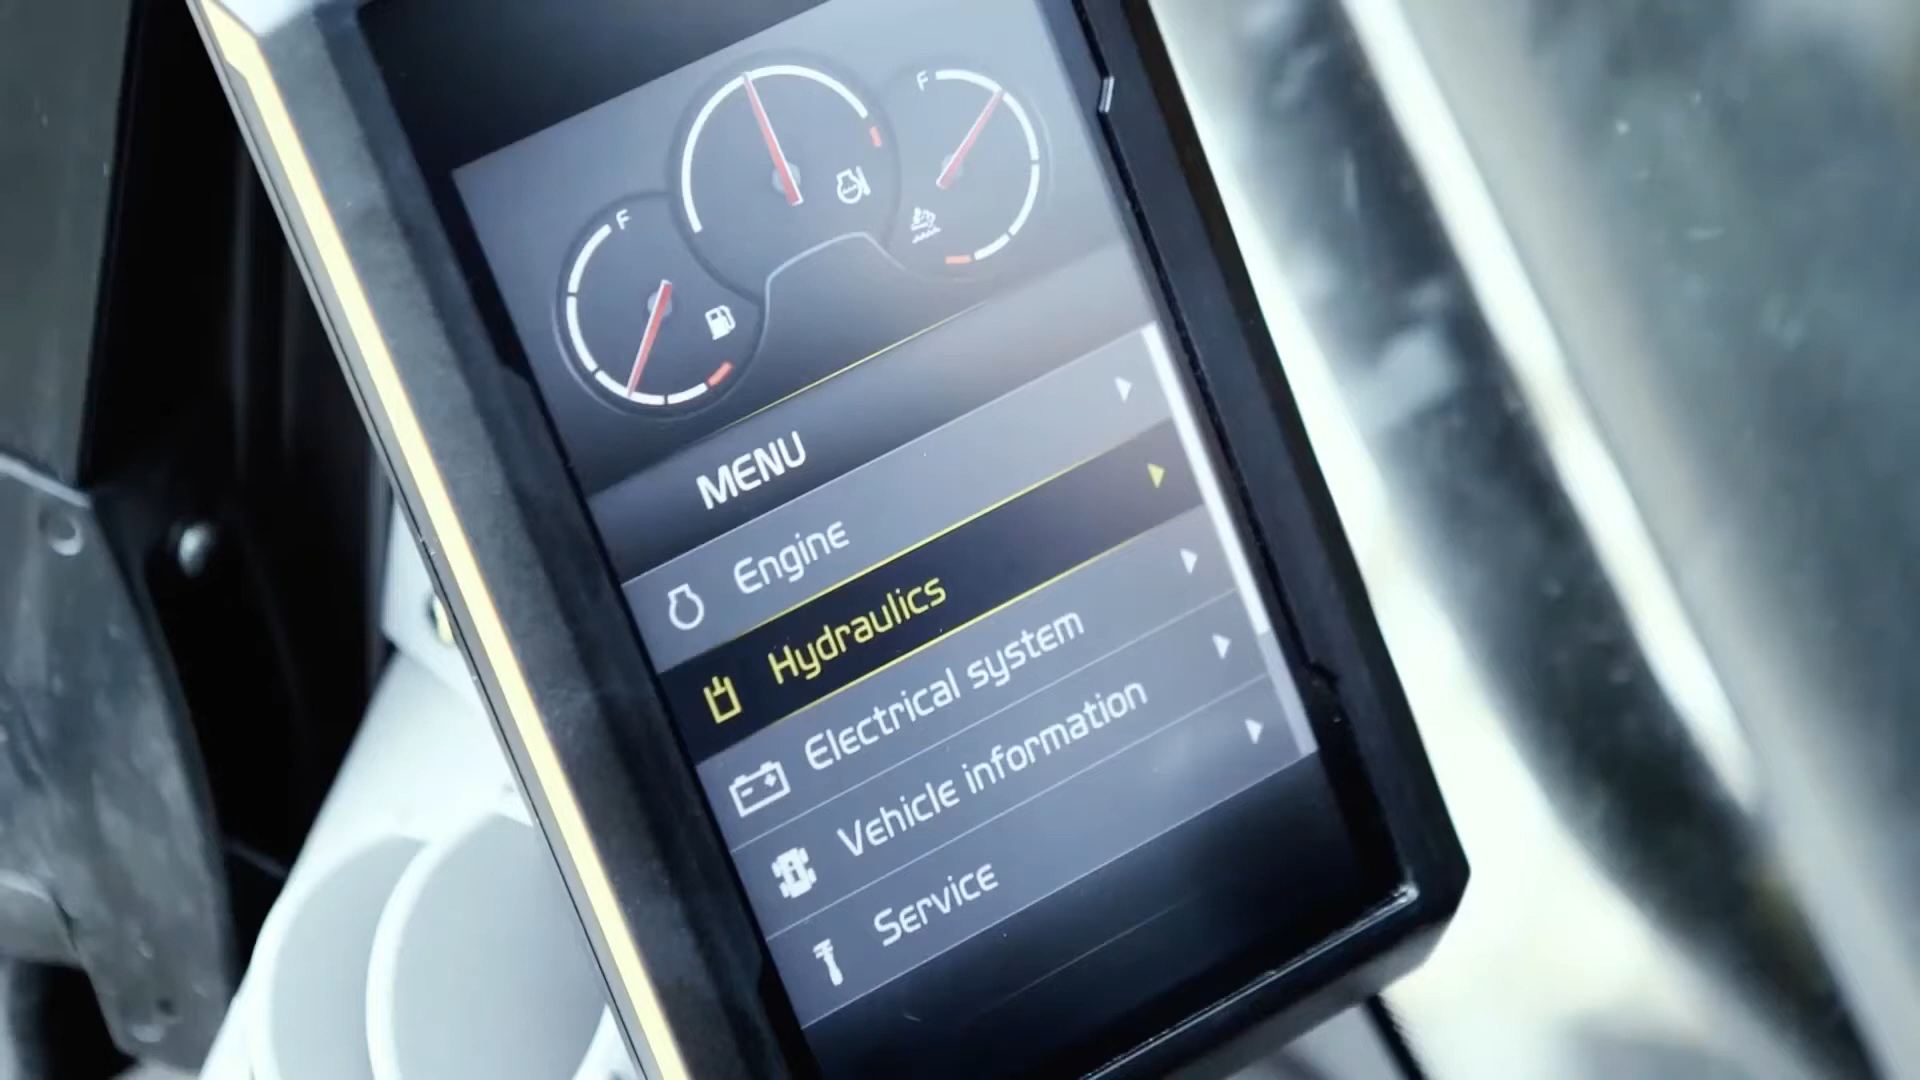 F
F
MENU
Engine
Hydraulics
Electrical system
Vehicle information
Service